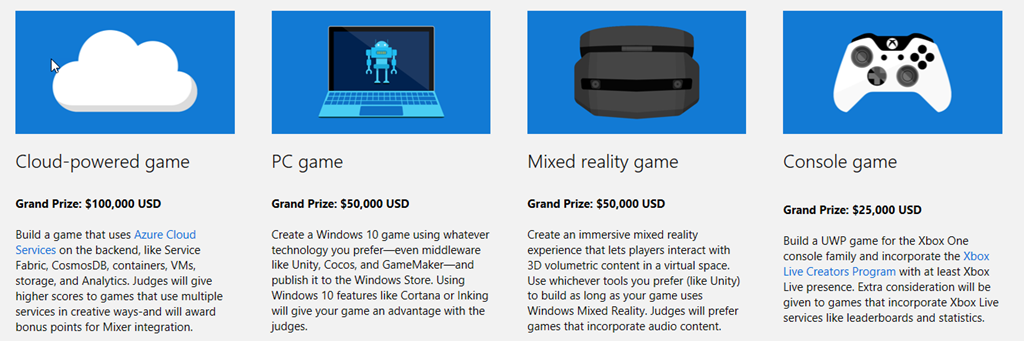 Cloud-powered game
Grand Prize: $100,000 USD
Build a game that uses Azure Cloud
Services on the backend, like Service
Fabric, CosmosDB, containers, VMs,
storage, and Analytics. Judges will give
higher scores to games that use multiple
services in creative ways-and will award
bonus points for Mixer integration.
PC game
Grand Prize: $50,000 USD
Create a Windows 10 game using whatever
technology you prefer—even middleware
like Unity, Cocos, and GameMaker—and
publish it to the Windows Store. Using
Windows 10 features like Cortana or Inking
will give your game an advantage with the
judges.
Mixed reality game
Grand Prize: $50,000 USD
Create an immersive mixed reality
experience that lets players interact with
3D volumetric content in a virtual space.
Use whichever tools you prefer (like Unity)
to build as long as your game uses
Windows Mixed Reality. Judges will prefer
games that incorporate audio content.
Console game
Grand Prize: $25,000 USD
Build a UWP game for the Xbox One
console family and incorporate the Xbox
Live Creators Program with at least Xbox
Live presence. Extra consideration will be
given to games that incorporate Xbox Live
services like leaderboards and statistics.